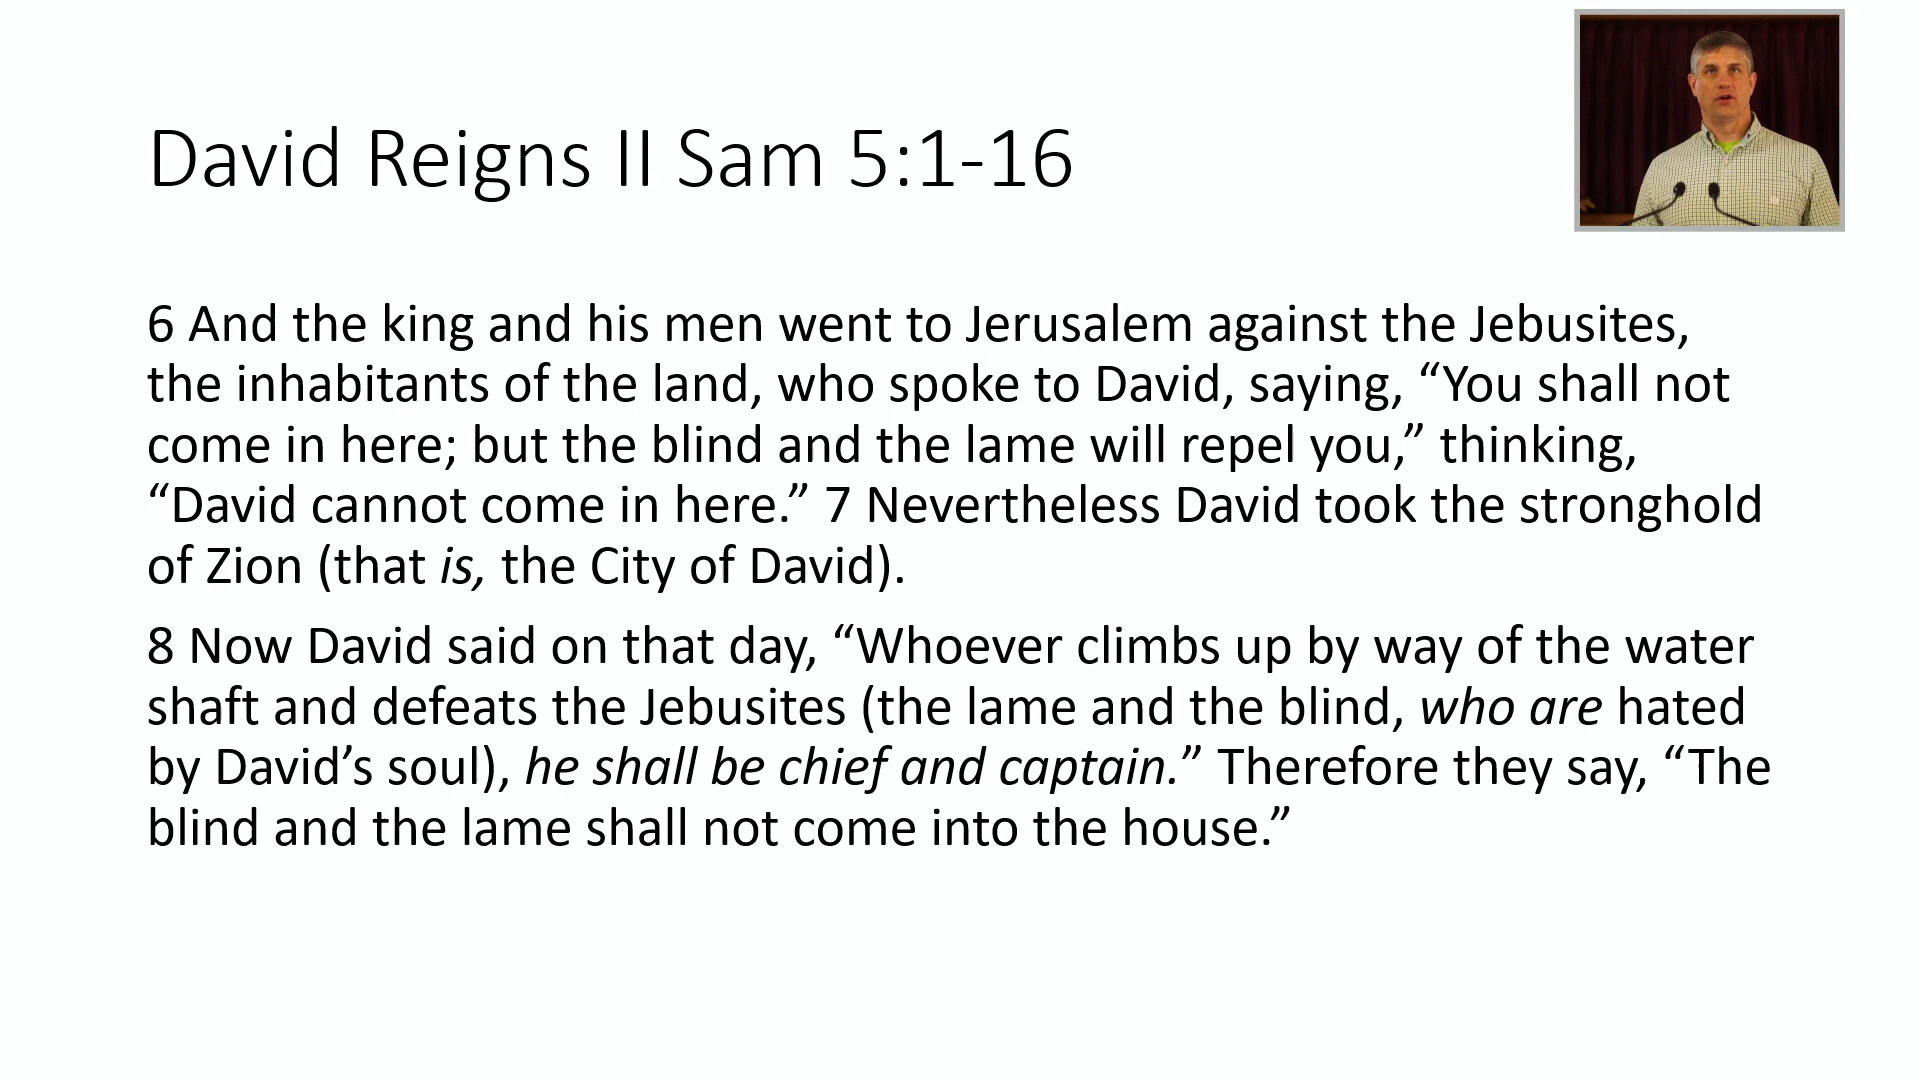 David Reigns II Sam 5:1-16
6 And the king and his men went to Jerusalem against the Jebusites,
the inhabitants of the land, who spoke to David, saying, “You shall not
come in here; but the blind and the lame will repel you,” thinking,
“David cannot come in here.” 7 Nevertheless David took the stronghold
of Zion (that is, the City of David).
8 Now David said on that day, “Whoever climbs up by way of the water
shaft and defeats the Jebusites (the lame and the blind, who are hated
by David’s soul), he shall be chief and captain.” Therefore they say, “The
blind and the lame shall not come into the house.”